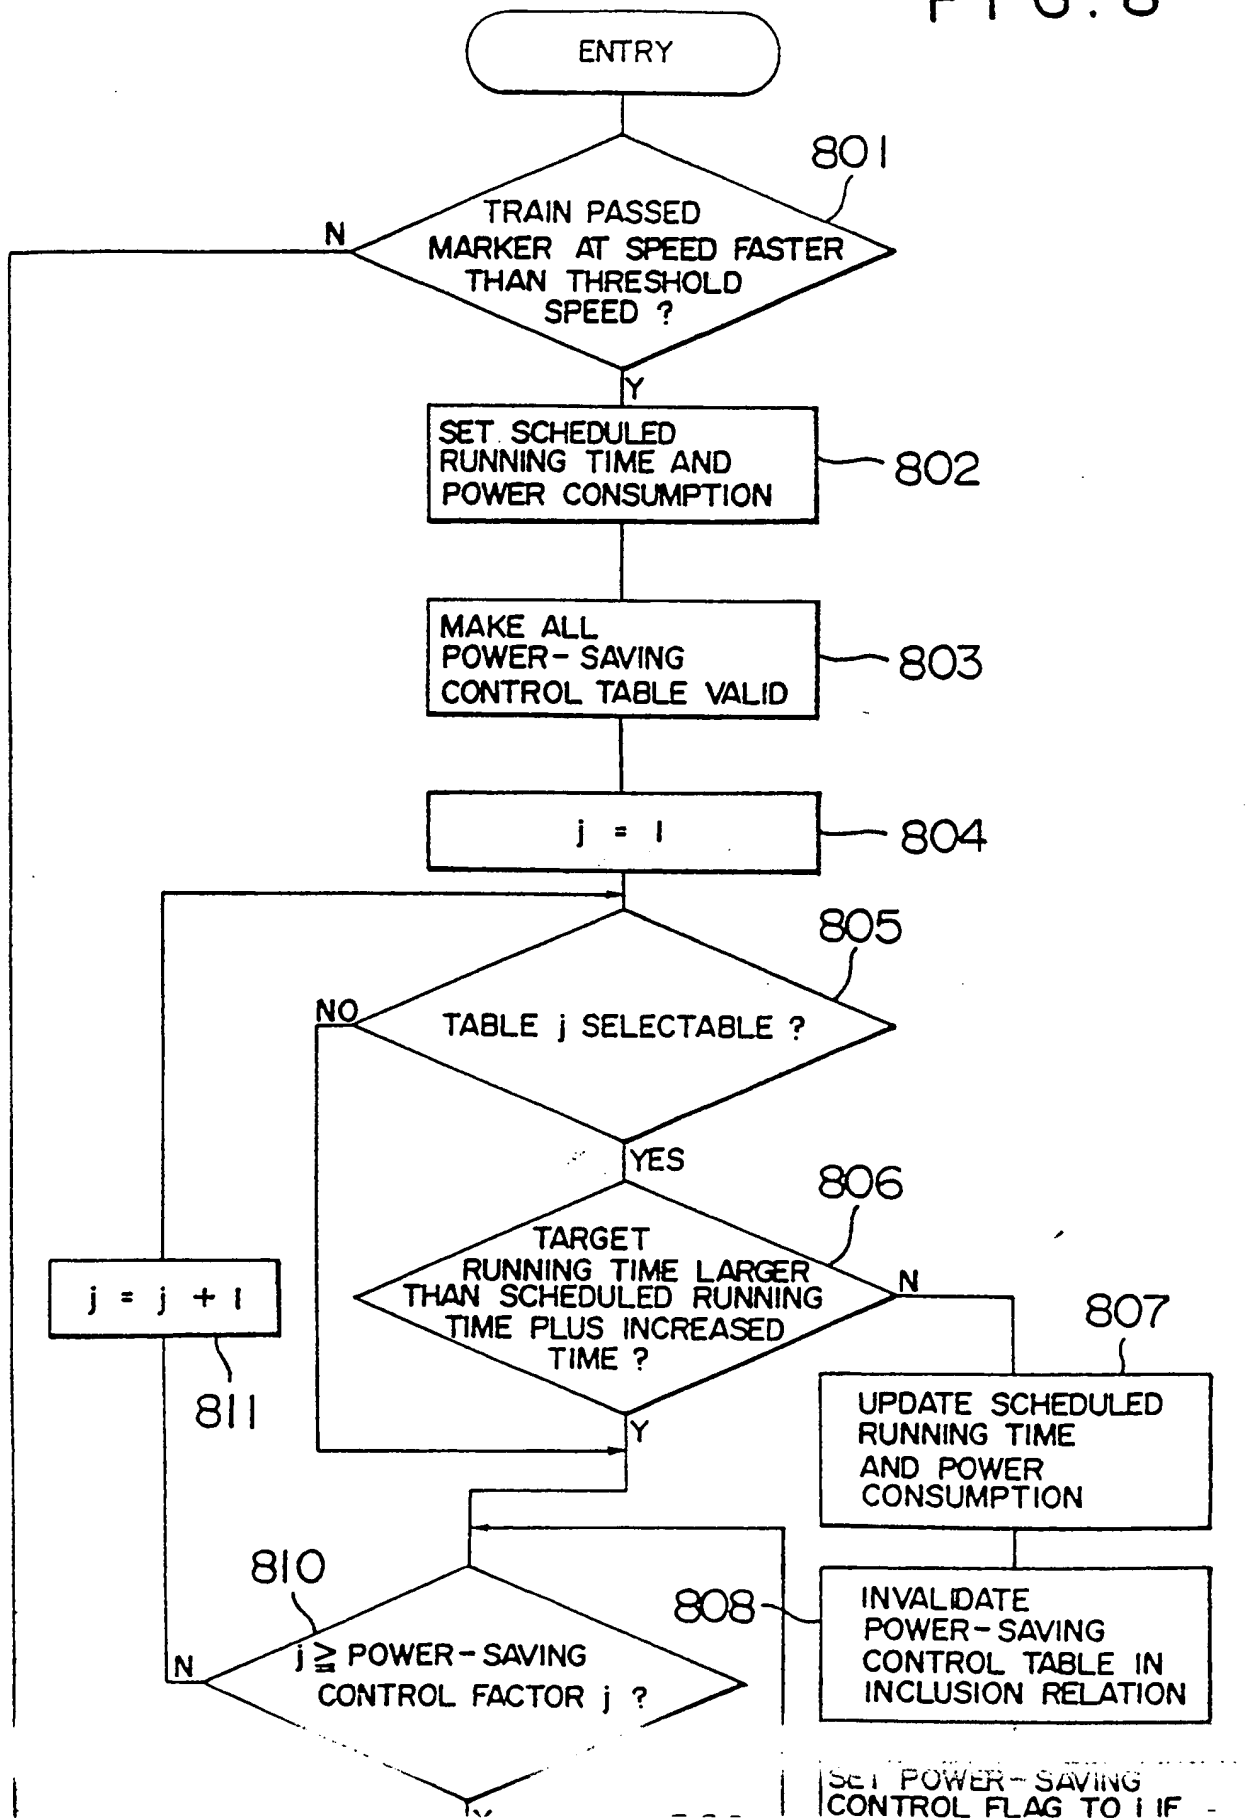 FIG. 8
ENTRY
801
TRAIN PASSED
MARKER AT SPEED FASTER
THAN THRESHOLD
SPEED ?
N
Y
SET SCHEDULED
RUNNING TIME AND
POWER CONSUMPTION
802
MAKE ALL
POWER-SAVING
CONTROL TABLE VALID
803
j = 1
804
805
TABLE j SELECTABLE ?
NO
YES
806
TARGET
RUNNING TIME LARGER
THAN SCHEDULED RUNNING
TIME PLUS INCREASED
TIME ?
N
Y
j = j + 1
811
807
UPDATE SCHEDULED
RUNNING TIME
AND POWER
CONSUMPTION
808
INVALIDATE
POWER-SAVING
CONTROL TABLE IN
INCLUSION RELATION
810
j ≧ POWER-SAVING
CONTROL FACTOR j ?
N
Y
SET POWER-SAVING
CONTROL FLAG TO 1 IF